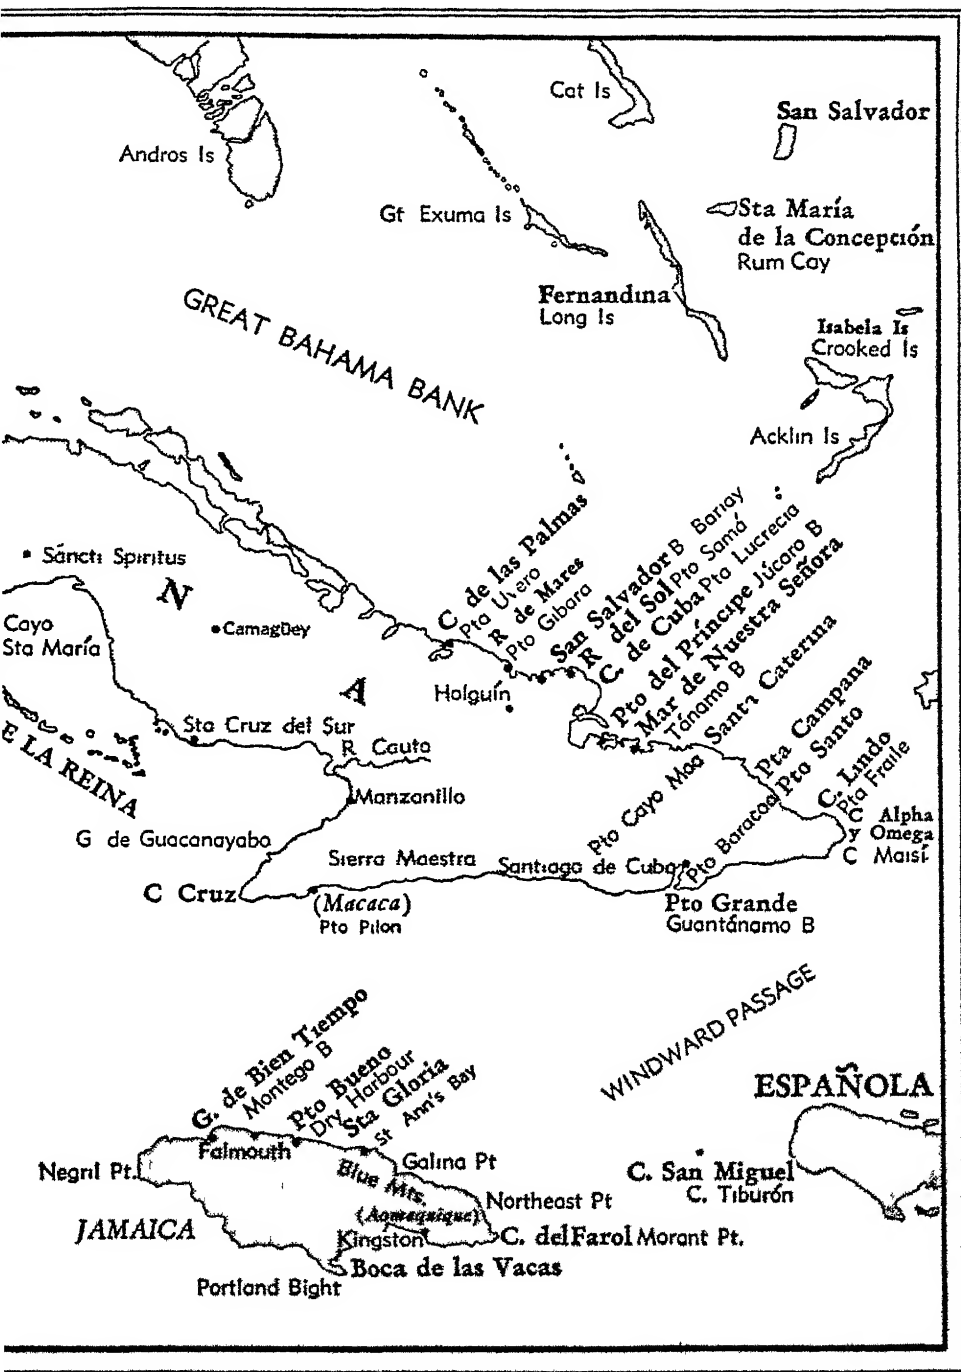 Cat Is
San Salvador
Andros Is
Gt Exuma Is
Sta María
de la Concepción
Rum Cay
Fernandina
Long Is
GREAT BAHAMA BANK
Isabela Is
Crooked Is
Acklin Is
C. de las Palmas
Pta Uvero
R de Mares
Pto Gibara
San Salvador B Bariay
R del Sol Pto Samá
C. de Cuba Pta Lucrecia
Pto del Príncipe Júcaro B
Mar de Nuestra Señora
Tánamo B
Santa Caterina
Pto Cayo Moa
Pta Campana
Pto Baracoa Pto Santo
C. Lindo
Pta Fraile
C Alpha
y Omega
C Maisí
Sáncti Spiritus
N
Camagüey
Cayo
Sta María
A
Holguín
Sta Cruz del Sur
E LA REINA
R Cauto
Manzanillo
G de Guacanayabo
Sierra Maestra
Santiago de Cuba
C Cruz
(Macaca)
Pto Pilon
Pto Grande
Guantánamo B
WINDWARD PASSAGE
G. de Bien Tiempo
Montego B
Pto Bueno
Dry Harbour
Sta Gloria
St Ann's Bay
ESPAÑOLA
Falmouth
Negril Pt.
Galina Pt
Blue Mts.
C. San Miguel
C. Tiburón
Northeast Pt
(Aomaquique)
JAMAICA
Kingston
C. del Farol Morant Pt.
Boca de las Vacas
Portland Bight